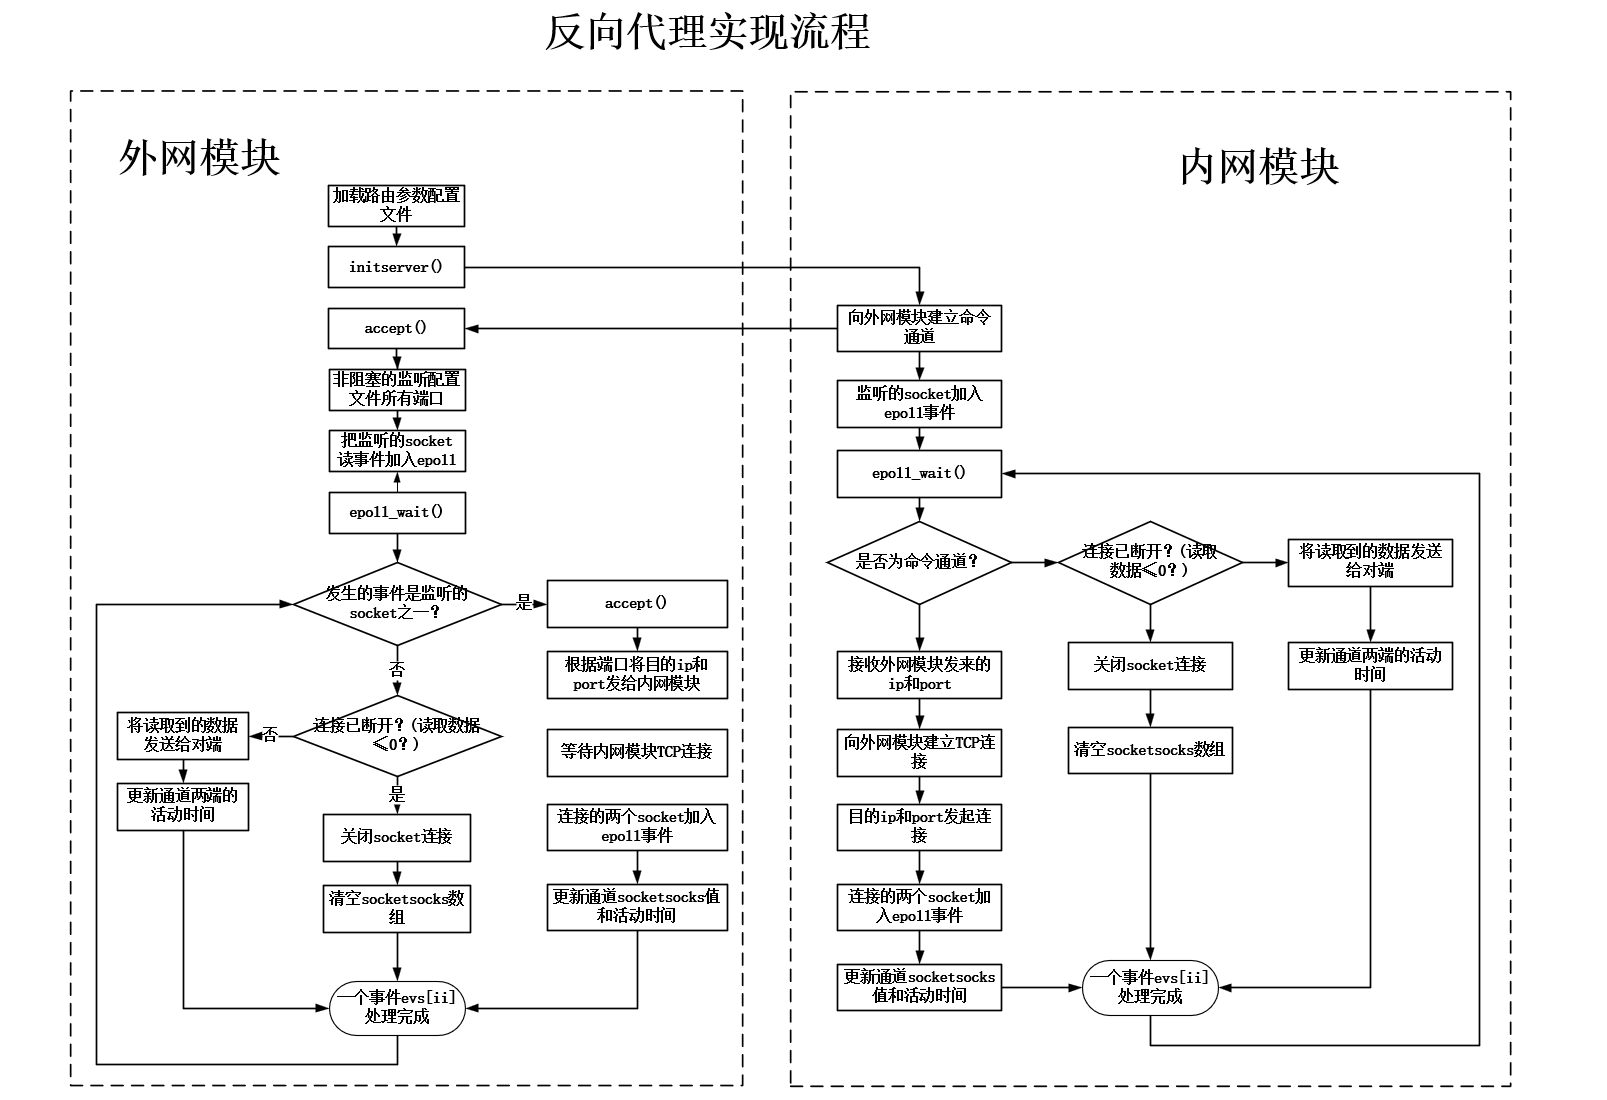 反向代理实现流程
外网模块
加载路由参数配置
文件
initserver()
accept()
非阻塞的监听配置
文件所有端口
把监听的socket
读事件加入epoll
epoll_wait()
发生的事件是监听的
socket之一?
是
accept()
根据端口将目的ip和
port发给内网模块
等待内网模块TCP连接
连接的两个socket加入
epoll事件
更新通道socketsocks值
和活动时间
否
连接已断开?(读取数据
≤0?)
否
将读取到的数据
发送给对端
更新通道两端的
活动时间
是
关闭socket连接
清空socketsocks数
组
一个事件evs[ii]
处理完成
内网模块
向外网模块建立命令
通道
监听的socket加入
epoll事件
epoll_wait()
是否为命令通道?
接收外网模块发来的
ip和port
向外网模块建立TCP连
接
目的ip和port发起连
接
连接的两个socket加
入epoll事件
更新通道socketsocks
值和活动时间
连接已断开?(读取
数据≤0?)
关闭socket连接
清空socketsocks数组
将读取到的数据发送
给对端
更新通道两端的活动
时间
一个事件evs[ii]
处理完成